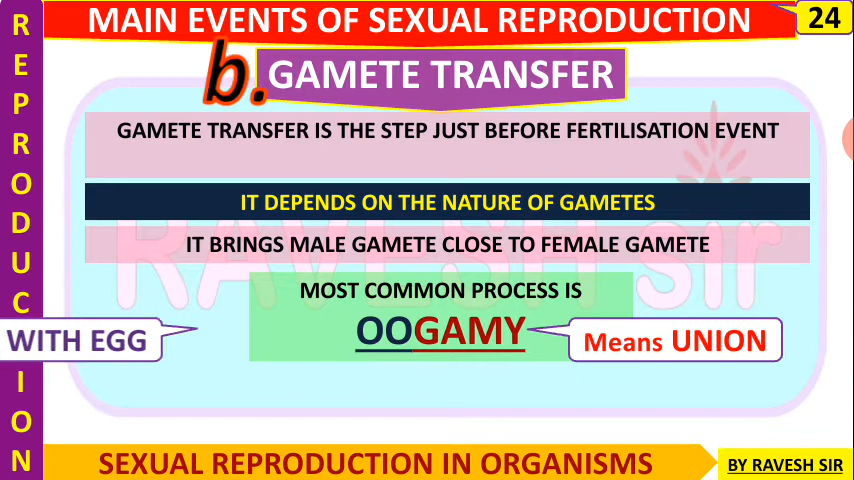 MAIN EVENTS OF SEXUAL REPRODUCTION
24
b. GAMETE TRANSFER
GAMETE TRANSFER IS THE STEP JUST BEFORE FERTILISATION EVENT
IT DEPENDS ON THE NATURE OF GAMETES
IT BRINGS MALE GAMETE CLOSE TO FEMALE GAMETE
MOST COMMON PROCESS IS
WITH EGG
OOGAMY
Means UNION
RAVESH sir
REPRODUCTION
SEXUAL REPRODUCTION IN ORGANISMS
BY RAVESH SIR